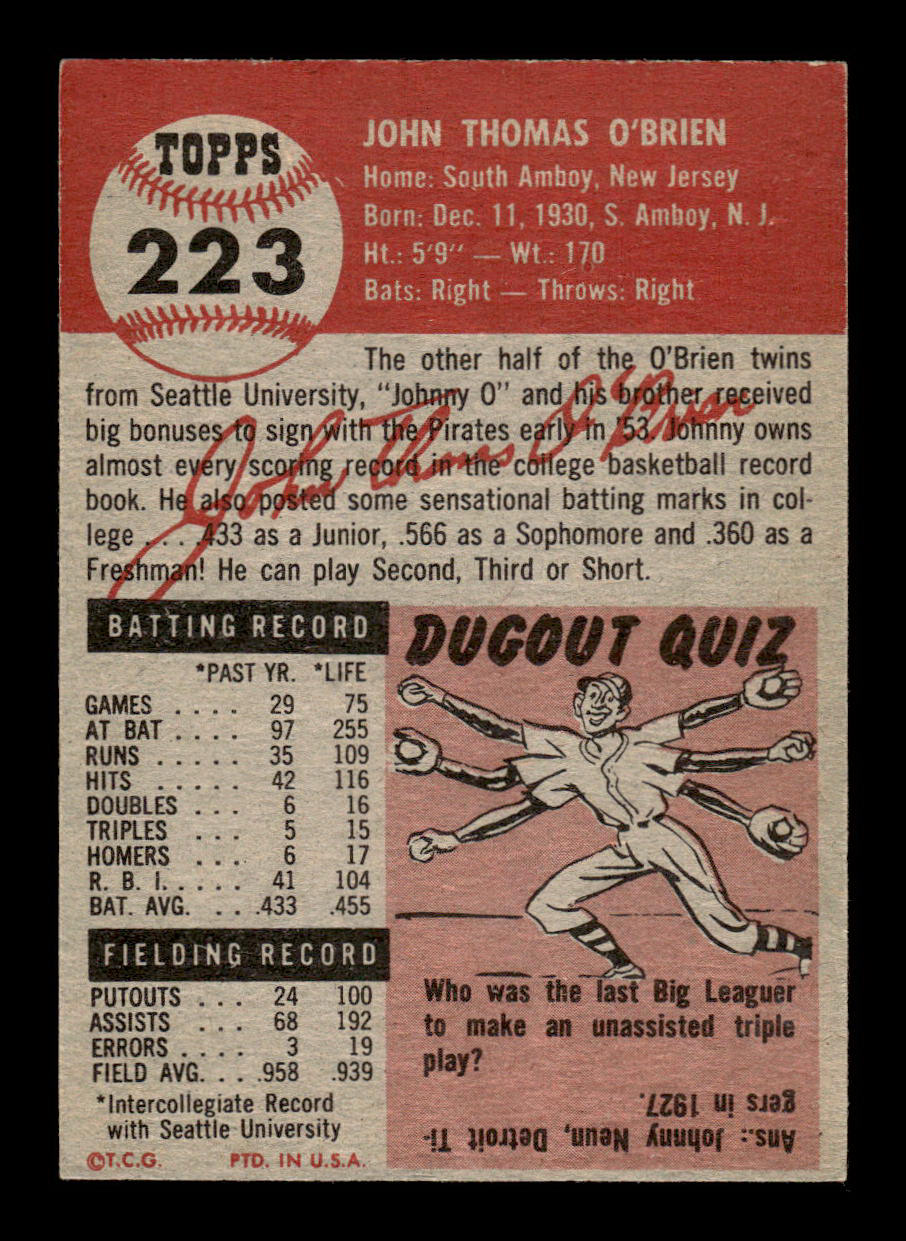 TOPPS
223
JOHN THOMAS O'BRIEN
Home: South Amboy, New Jersey
Born: Dec. 11, 1930, S. Amboy, N. J.
Ht.: 5'9" — Wt.: 170
Bats: Right — Throws: Right
The other half of the O'Brien twins
from Seattle University, "Johnny O" and his brother received
big bonuses to sign with the Pirates early in '53. Johnny owns
almost every scoring record in the college basketball record
book. He also posted some sensational batting marks in col-
lege . . . .433 as a Junior, .566 as a Sophomore and .360 as a
Freshman! He can play Second, Third or Short.
John Thomas O'Brien
BATTING RECORD
*PAST YR. *LIFE
GAMES . . . . 29 75
AT BAT . . . . 97 255
RUNS . . . . . 35 109
HITS . . . . . 42 116
DOUBLES . . . 6 16
TRIPLES . . . 5 15
HOMERS . . . 6 17
R. B. I. . . . . . 41 104
BAT. AVG. . . . .433 .455
FIELDING RECORD
PUTOUTS . . . 24 100
ASSISTS . . . 68 192
ERRORS . . . . 3 19
FIELD AVG. . . . .958 .939
*Intercollegiate Record
with Seattle University
©T.C.G. PTD. IN U.S.A.
DUGOUT QUIZ
Who was the last Big Leaguer
to make an unassisted triple
play?
Ans.: Johnny Neun, Detroit Ti-
gers in 1927.